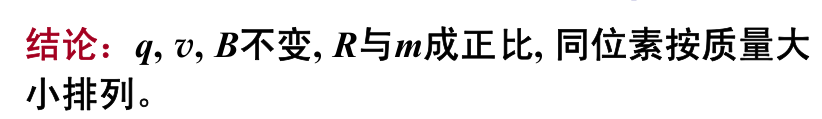 结论：q, v, B不变, R与m成正比, 同位素按质量大
小排列。